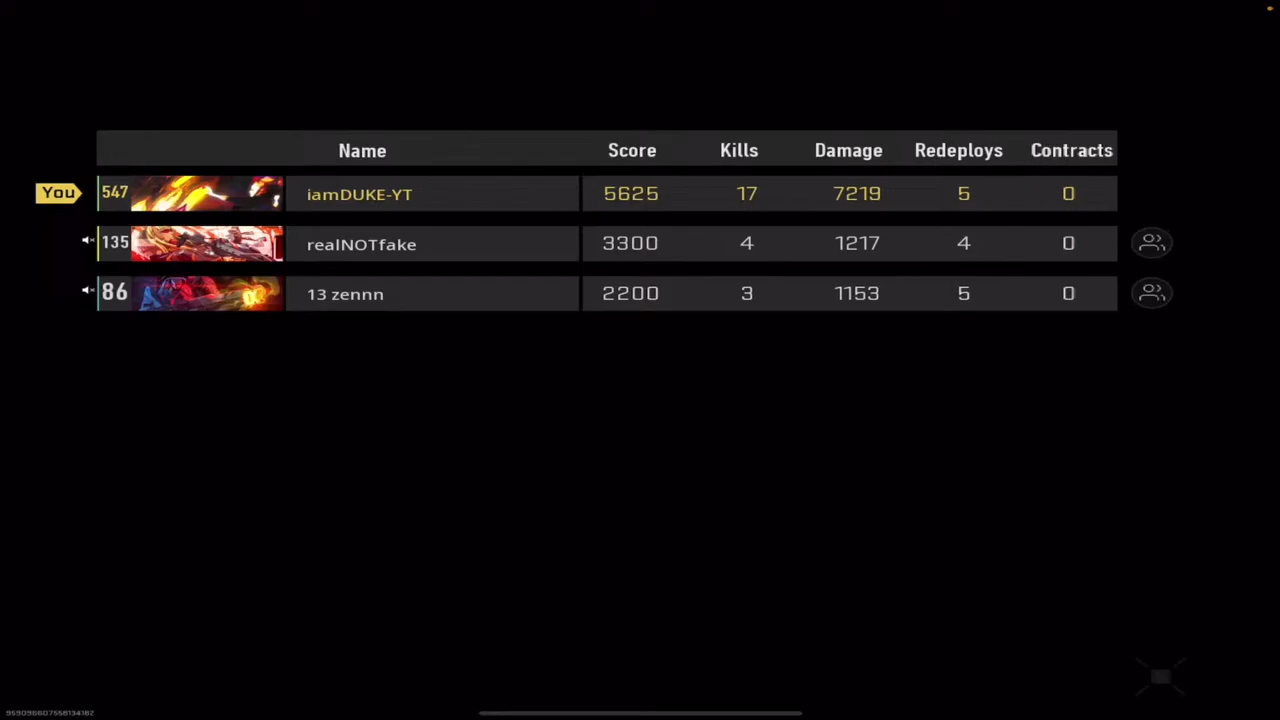 Name Score Kills Damage Redeploys Contracts
You 547 iamDUKE-YT 5625 17 7219 5 0
135 realNOTfake 3300 4 1217 4 0
86 13 zennn 2200 3 1153 5 0